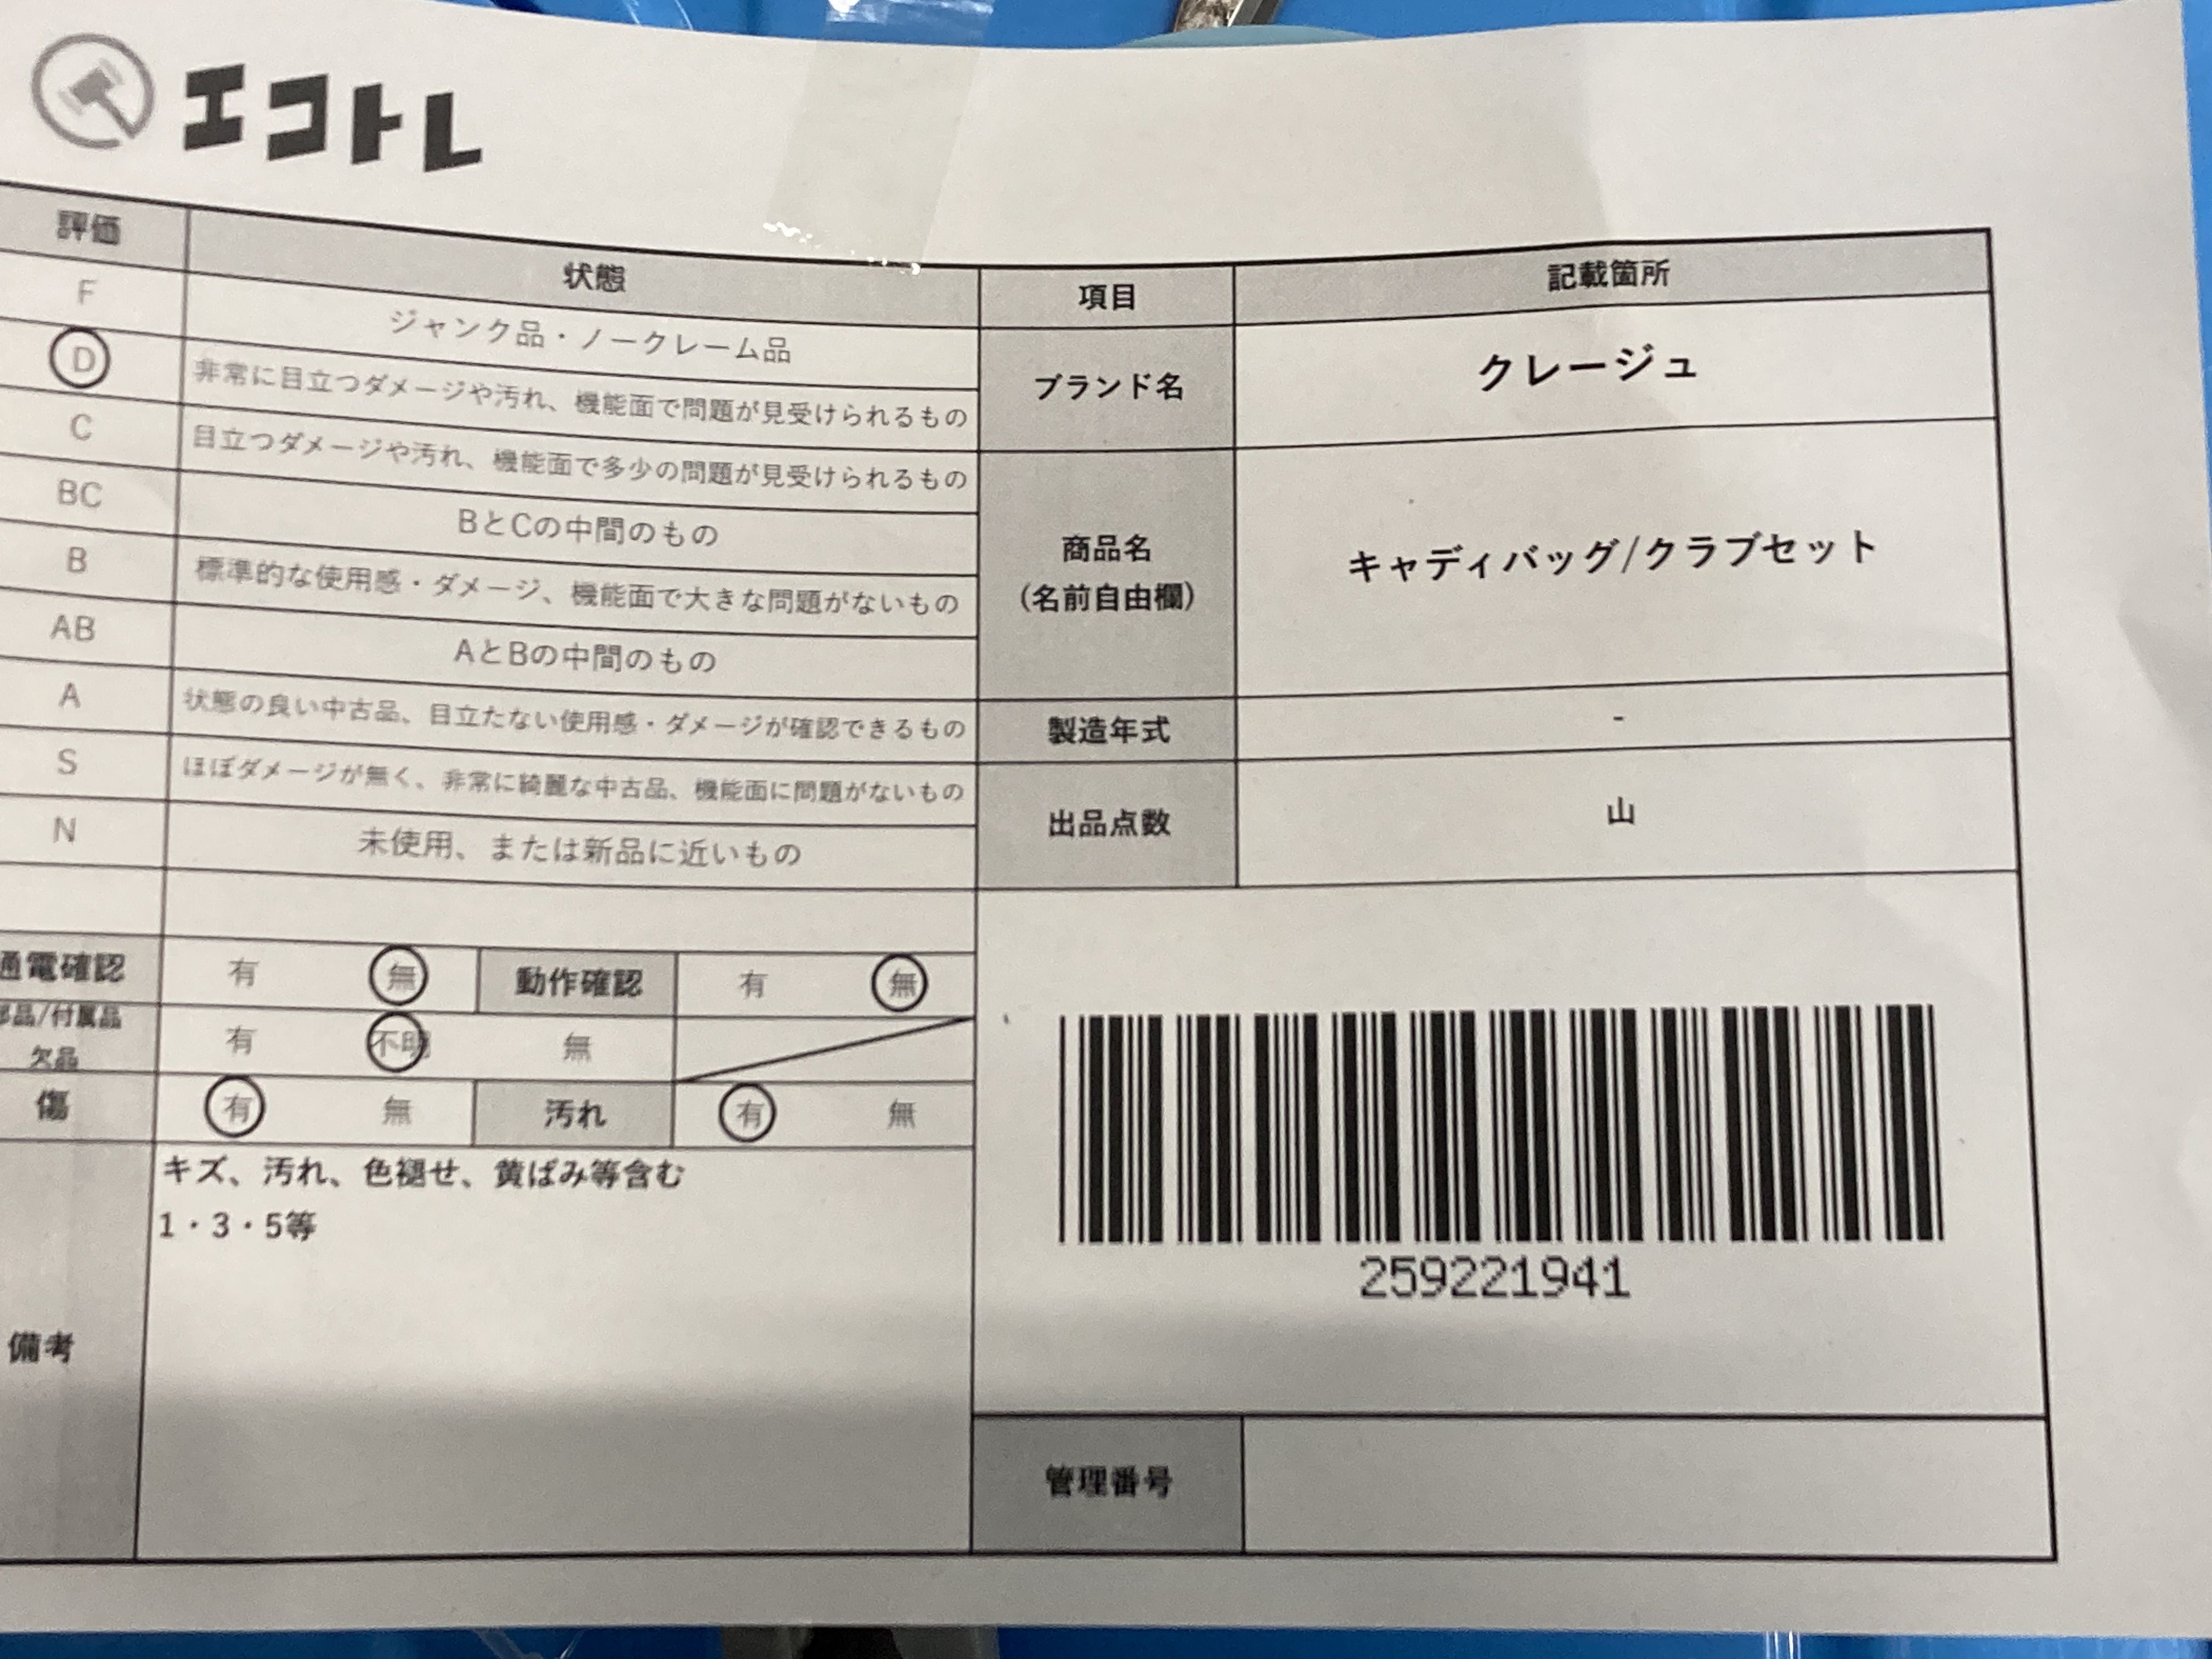 エコトレ
評価
状態
F
ジャンク品・ノークレーム品
D
非常に目立つダメージや汚れ、機能面で問題が見受けられるもの
C
目立つダメージや汚れ、機能面で多少の問題が見受けられるもの
BC
BとCの中間のもの
B
標準的な使用感・ダメージ、機能面で大きな問題がないもの
AB
AとBの中間のもの
A
状態の良い中古品、目立たない使用感・ダメージが確認できるもの
S
ほぼダメージが無く、非常に綺麗な中古品、機能面に問題がないもの
N
未使用、または新品に近いもの
通電確認 有 無 動作確認 有 無
部品/付属品
欠品
有 不明 無
傷 有 無 汚れ 有 無
備考
キズ、汚れ、色褪せ、黄ばみ等含む
1・3・5等
項目 記載箇所
ブランド名 クレージュ
商品名
(名前自由欄)
キャディバッグ/クラブセット
製造年式 -
出品点数 山
259221941
管理番号